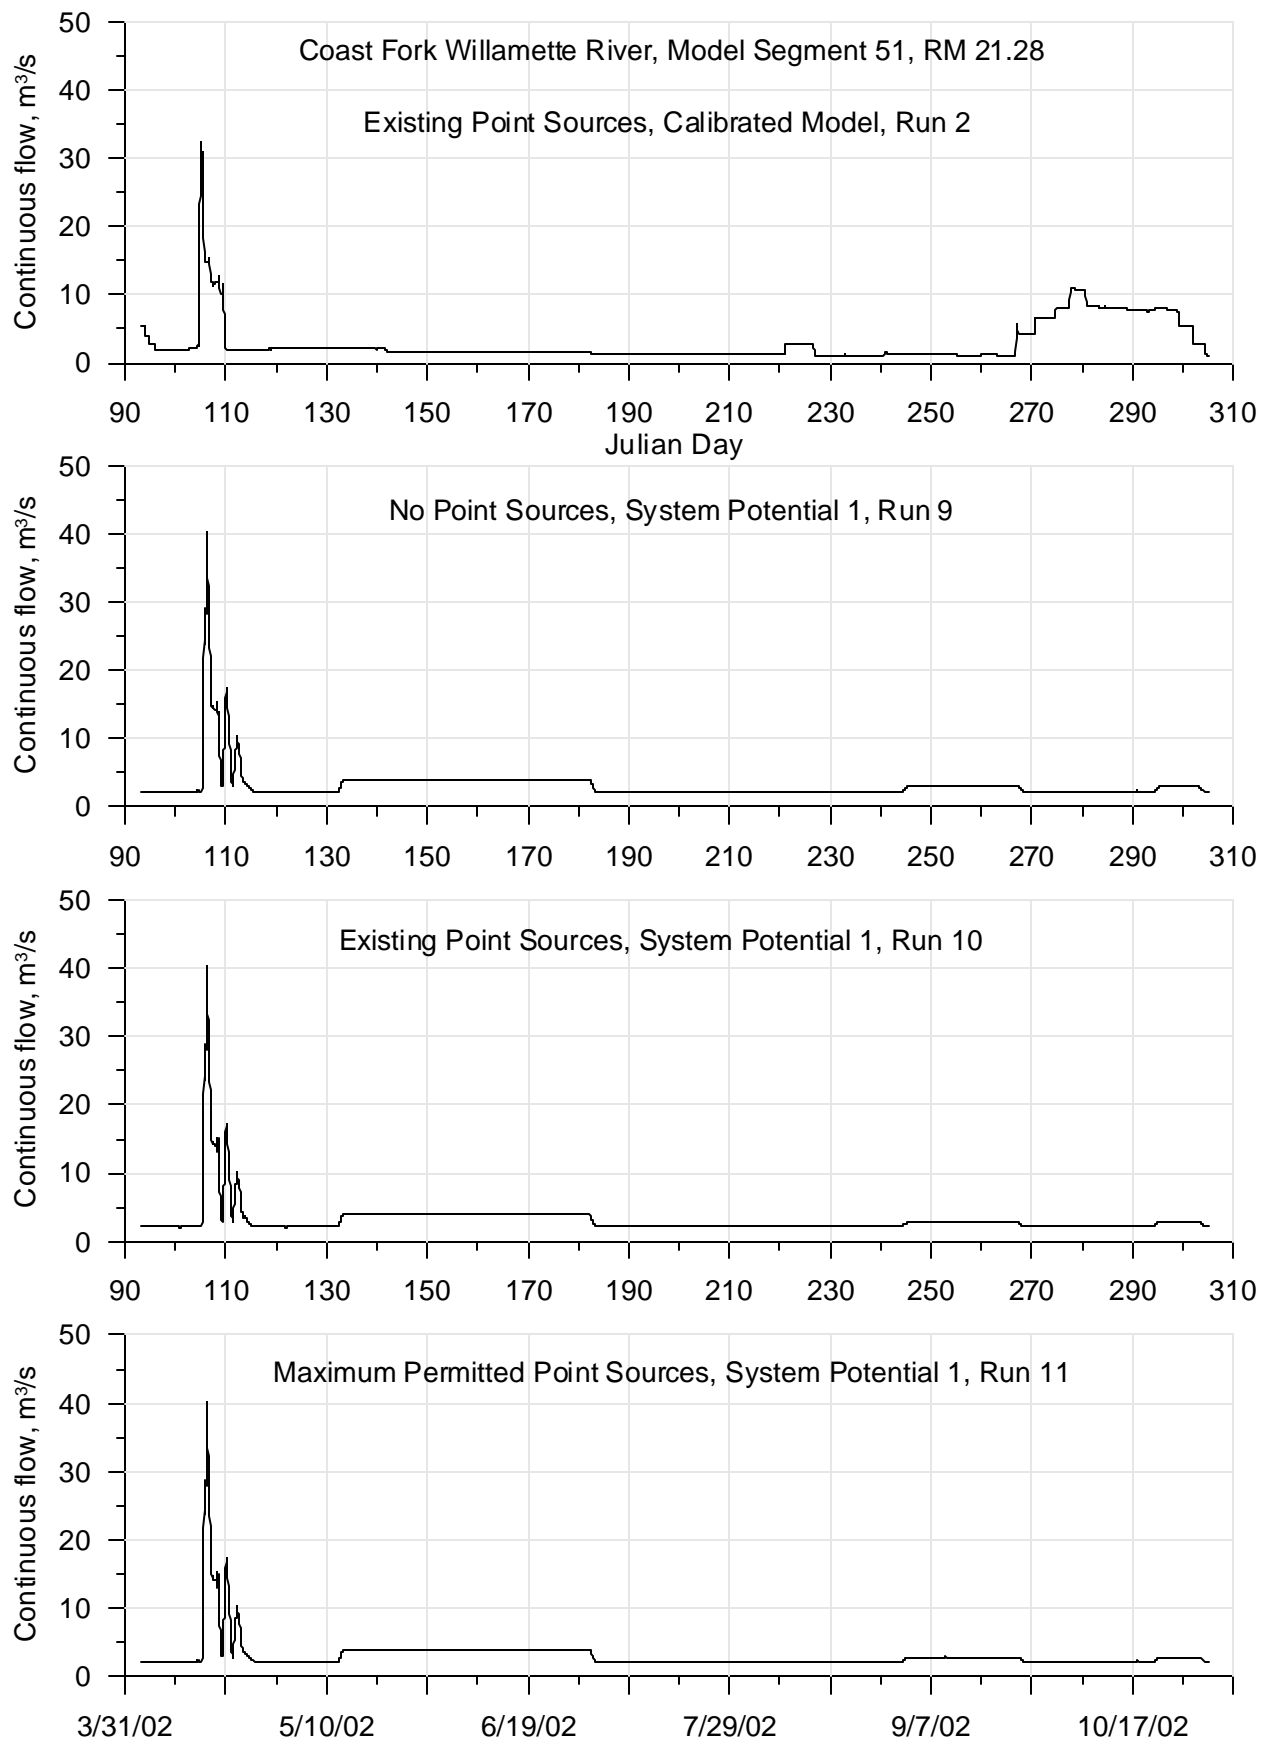 Coast Fork Willamette River, Model Segment 51, RM 21.28
Existing Point Sources, Calibrated Model, Run 2
Continuous flow, m³/s
50
40
30
20
10
0
90 110 130 150 170 190 210 230 250 270 290 310
Julian Day
No Point Sources, System Potential 1, Run 9
Continuous flow, m³/s
50
40
30
20
10
0
90 110 130 150 170 190 210 230 250 270 290 310
Existing Point Sources, System Potential 1, Run 10
Continuous flow, m³/s
50
40
30
20
10
0
90 110 130 150 170 190 210 230 250 270 290 310
Maximum Permitted Point Sources, System Potential 1, Run 11
Continuous flow, m³/s
50
40
30
20
10
0
3/31/02 5/10/02 6/19/02 7/29/02 9/7/02 10/17/02